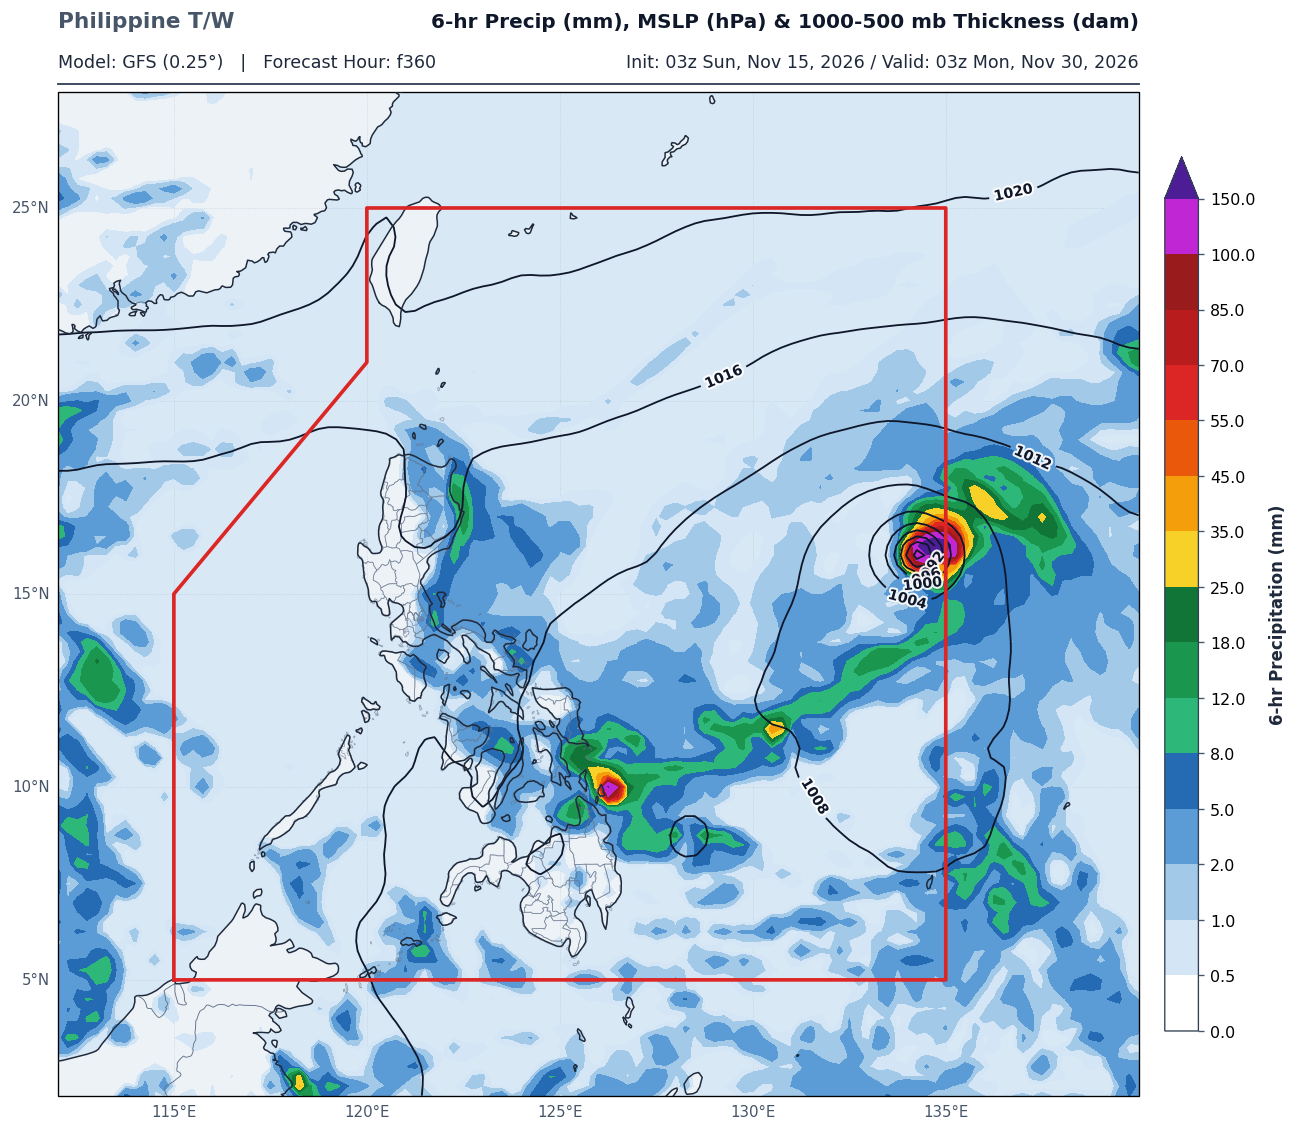 Philippine T/W
6-hr Precip (mm), MSLP (hPa) & 1000-500 mb Thickness (dam)
Model: GFS (0.25°) | Forecast Hour: f360
Init: 03z Sun, Nov 15, 2026 / Valid: 03z Mon, Nov 30, 2026
1020
1016
1012
992
996
1000
1004
1008
25°N
20°N
15°N
10°N
5°N
115°E
120°E
125°E
130°E
135°E
150.0
100.0
85.0
70.0
55.0
45.0
35.0
25.0
18.0
12.0
8.0
5.0
2.0
1.0
0.5
0.0
6-hr Precipitation (mm)